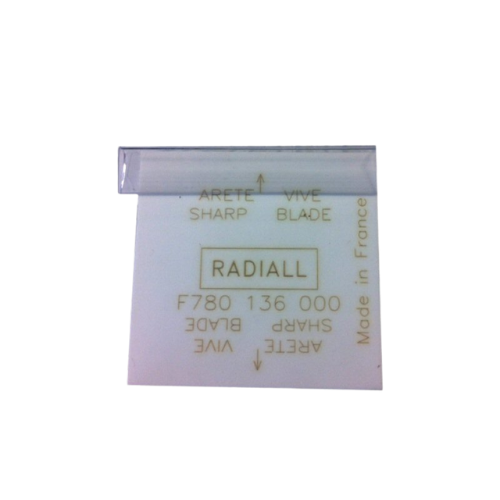 ARETE VIVE
SHARP BLADE
RADIALL
F780 136 000
ARETE VIVE
SHARP BLADE
Made in France